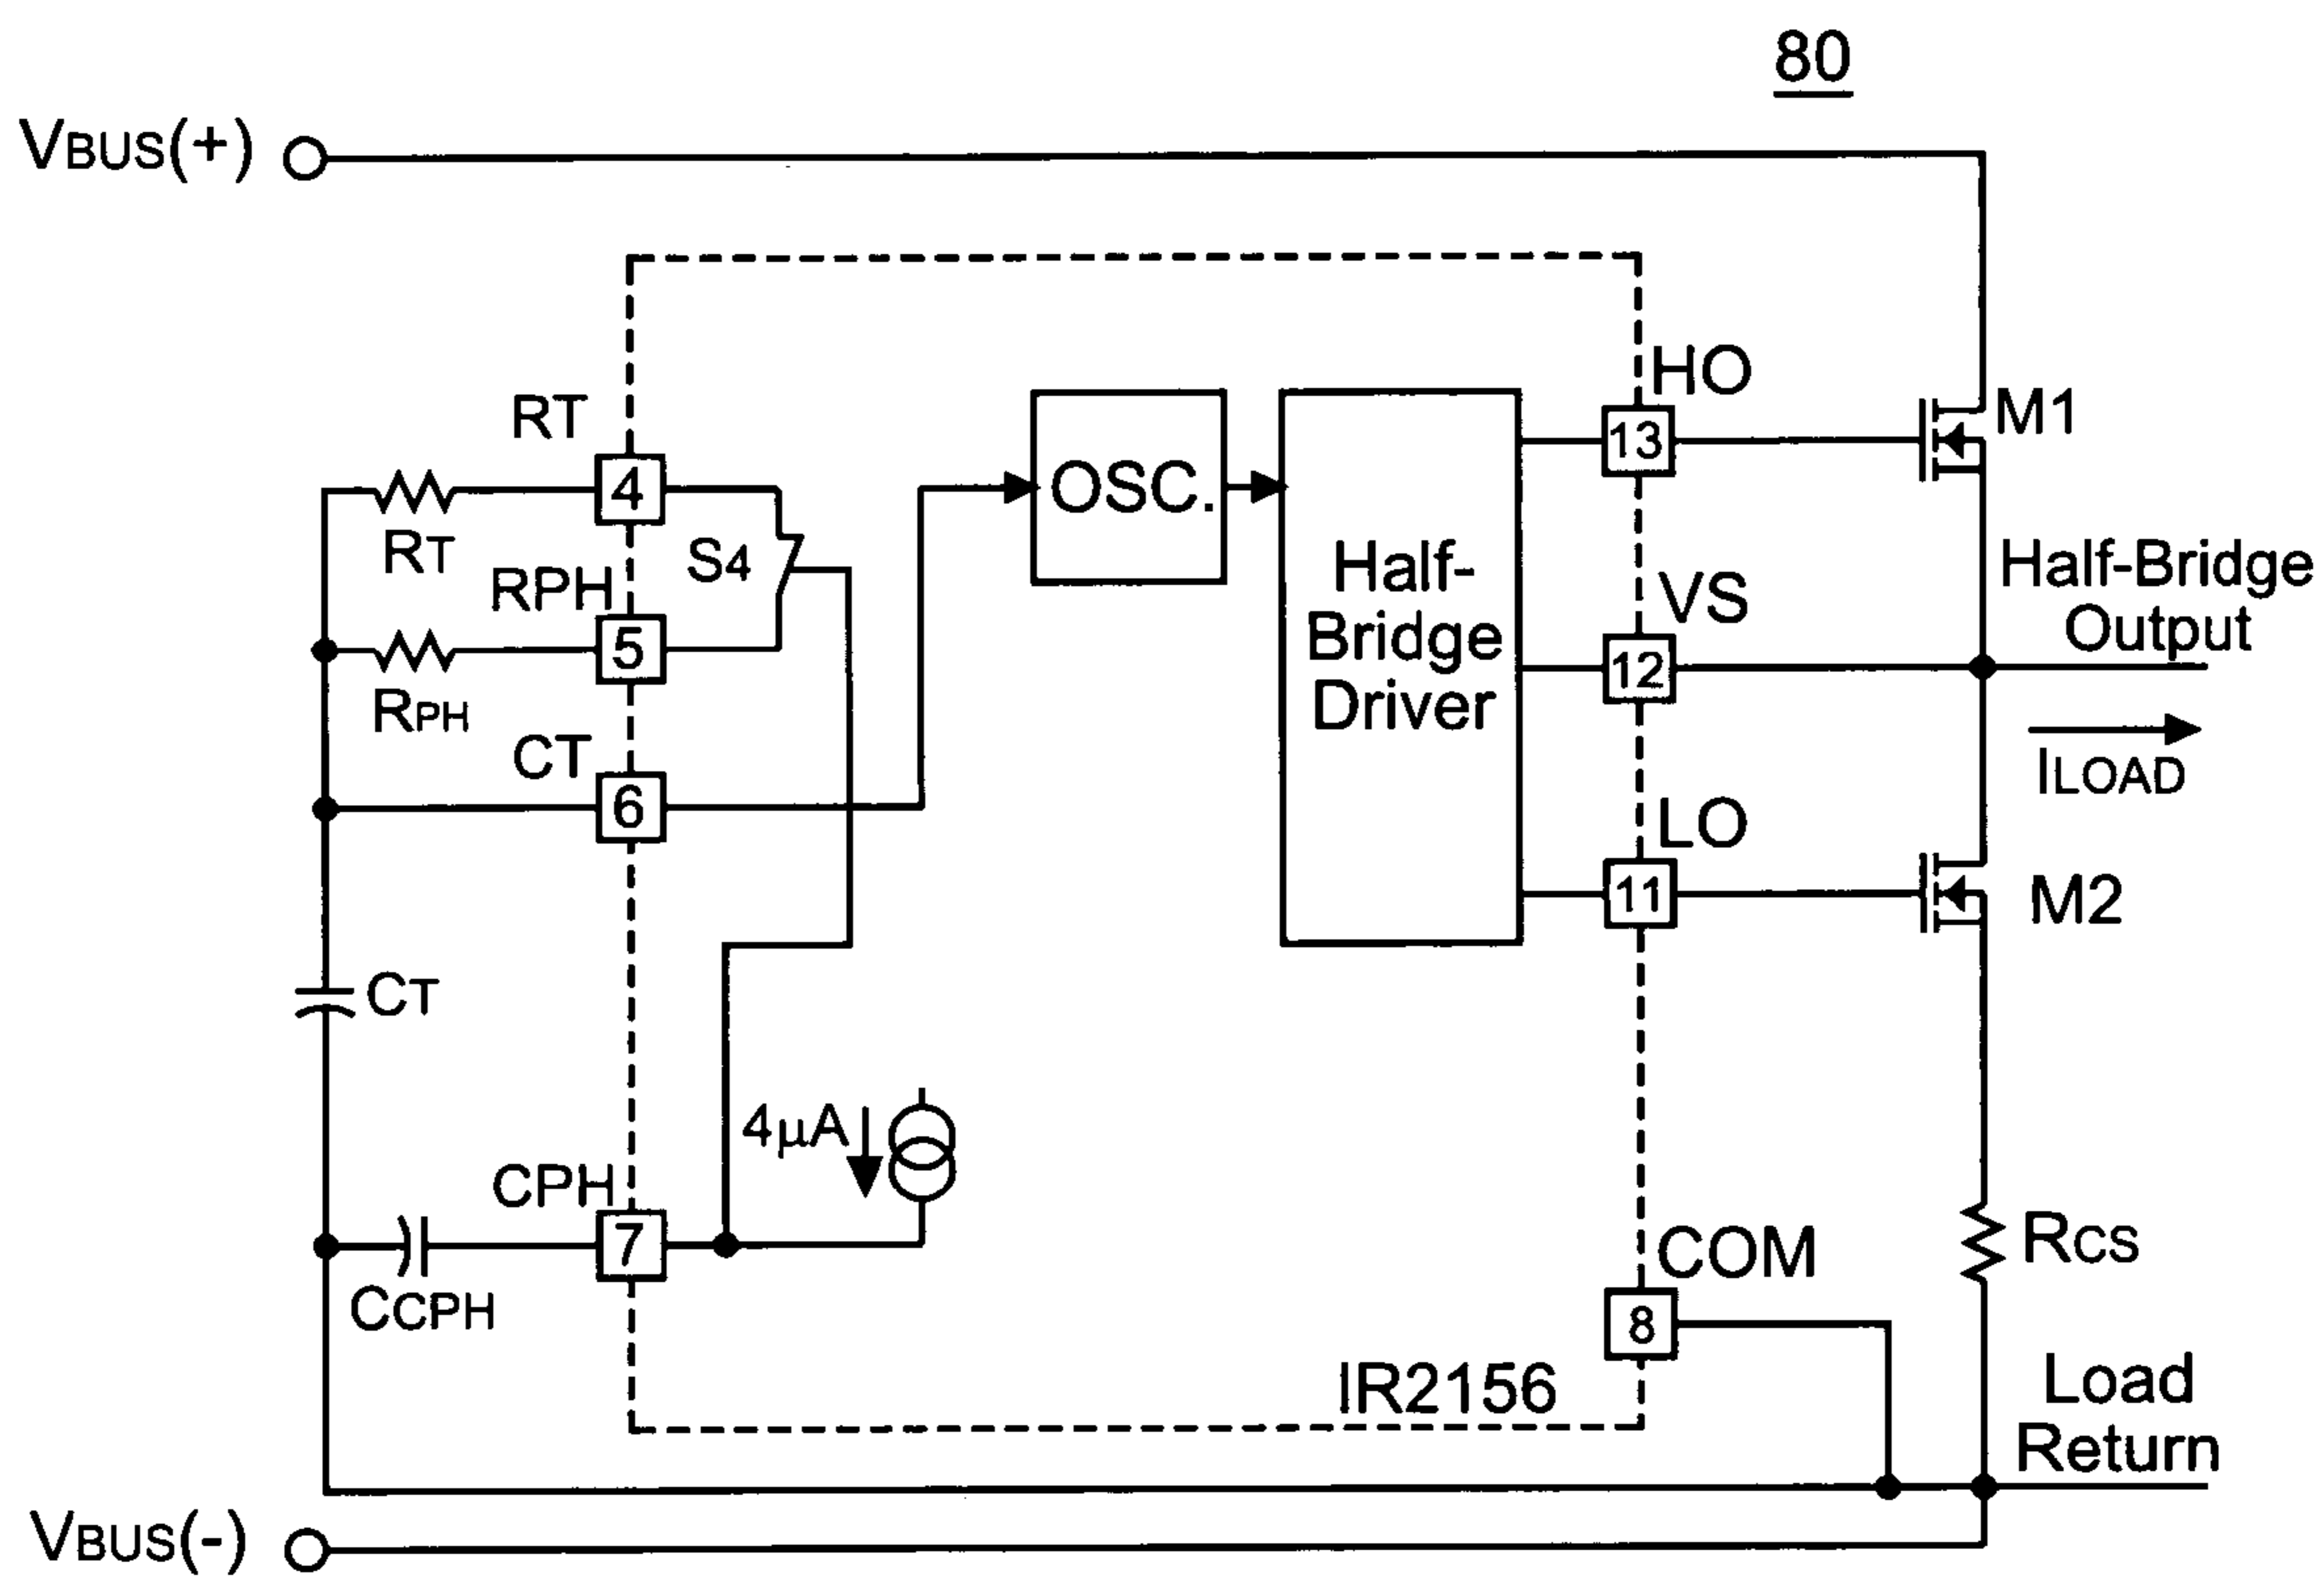 80
VBUS(+)
HO
M1
RT
4
OSC.
13
RT
S4
Half-
Bridge
Driver
Half-Bridge
Output
RPH
5
VS
12
RPH
CT
6
ILOAD
LO
11
M2
CT
4µA
CPH
7
CCPH
COM
8
RCS
IR2156
Load
Return
VBUS(-)